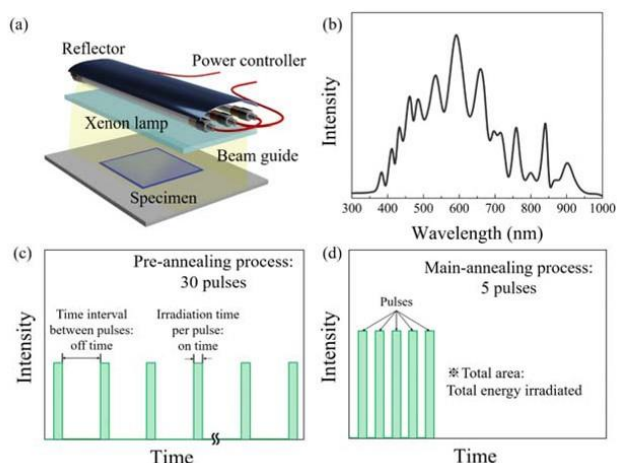 (a)
Reflector
Power controller
Xenon lamp
Beam guide
Specimen
(b)
Intensity
300 400 500 600 700 800 900 1000
Wavelength (nm)
(c)
Pre-annealing process:
30 pulses
Time interval
between pulses:
off time
Irradiation time
per pulse:
on time
Intensity
Time
(d)
Main-annealing process:
5 pulses
Pulses
※ Total area:
Total energy irradiated
Intensity
Time